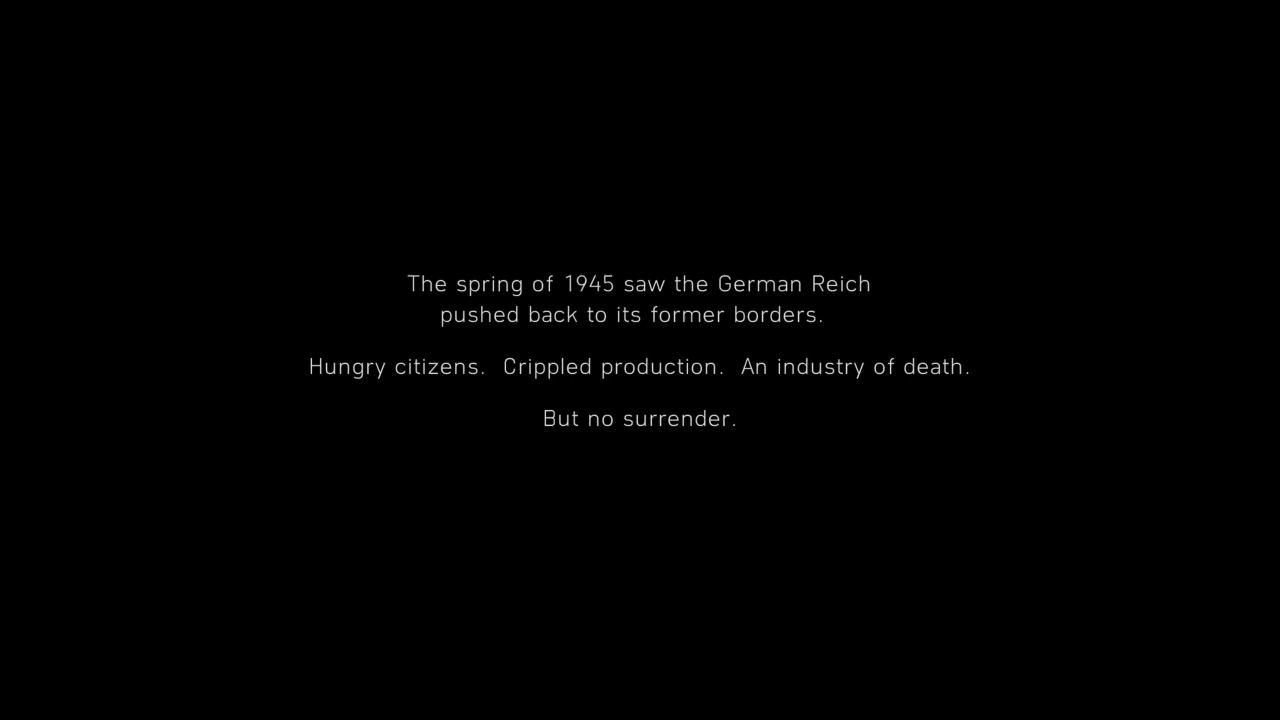 The spring of 1945 saw the German Reich
pushed back to its former borders.
Hungry citizens.  Crippled production.  An industry of death.
But no surrender.